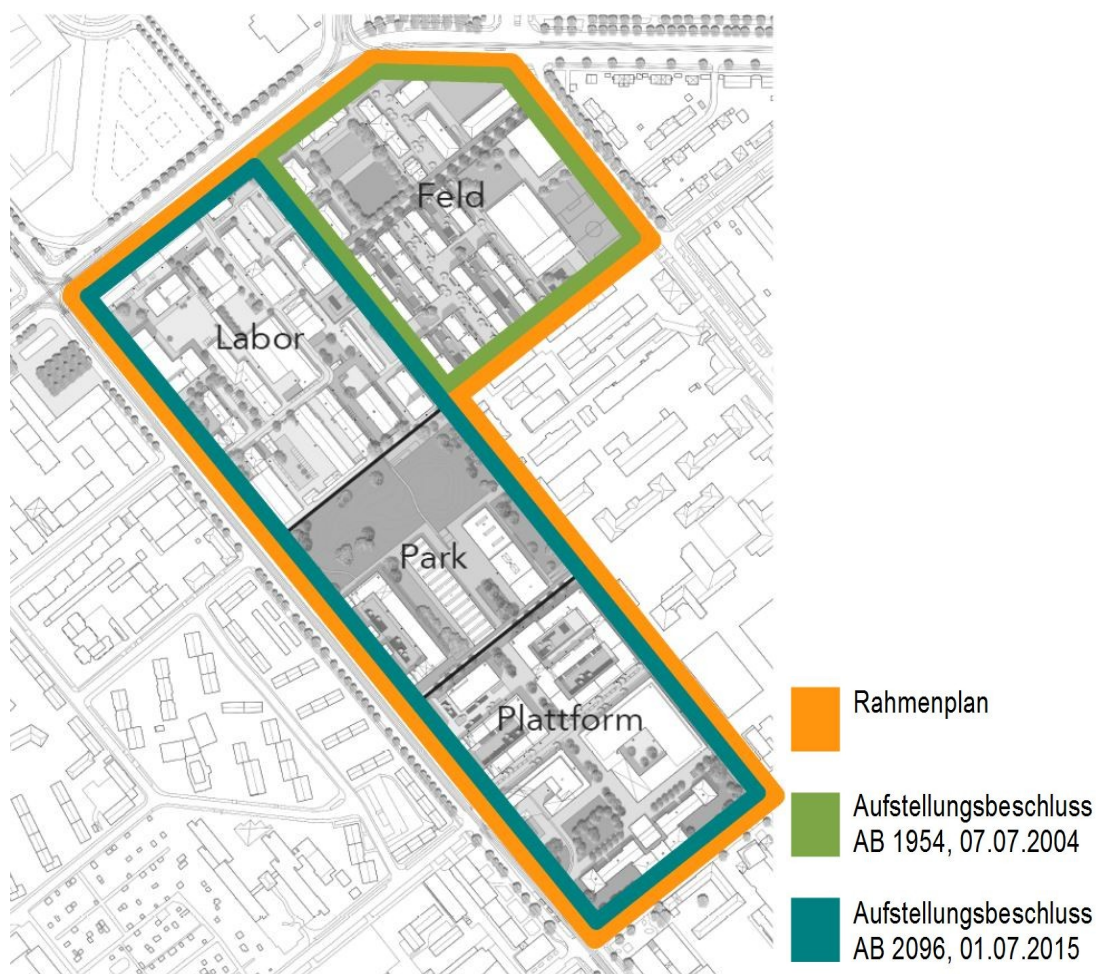 Feld
Labor
Park
Plattform
Rahmenplan
Aufstellungsbeschluss
AB 1954, 07.07.2004
Aufstellungsbeschluss
AB 2096, 01.07.2015